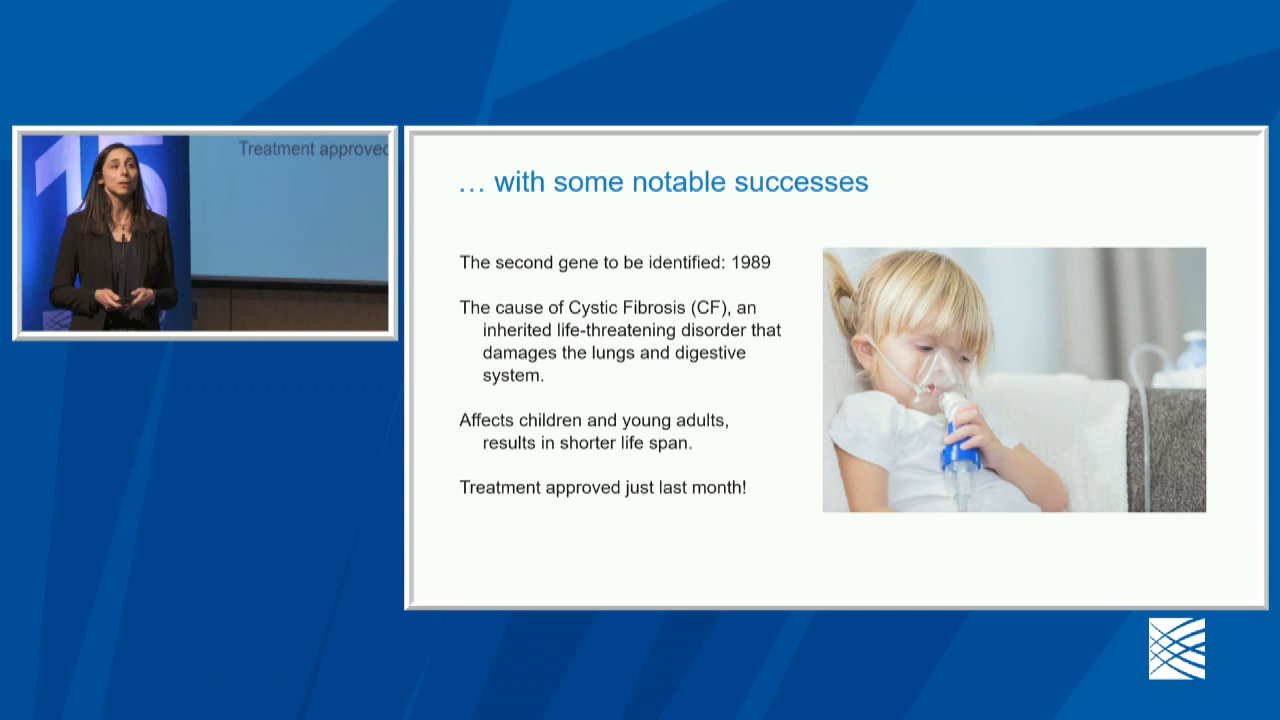 15
Treatment approved
… with some notable successes
The second gene to be identified: 1989
The cause of Cystic Fibrosis (CF), an
inherited life-threatening disorder that
damages the lungs and digestive
system.
Affects children and young adults,
results in shorter life span.
Treatment approved just last month!